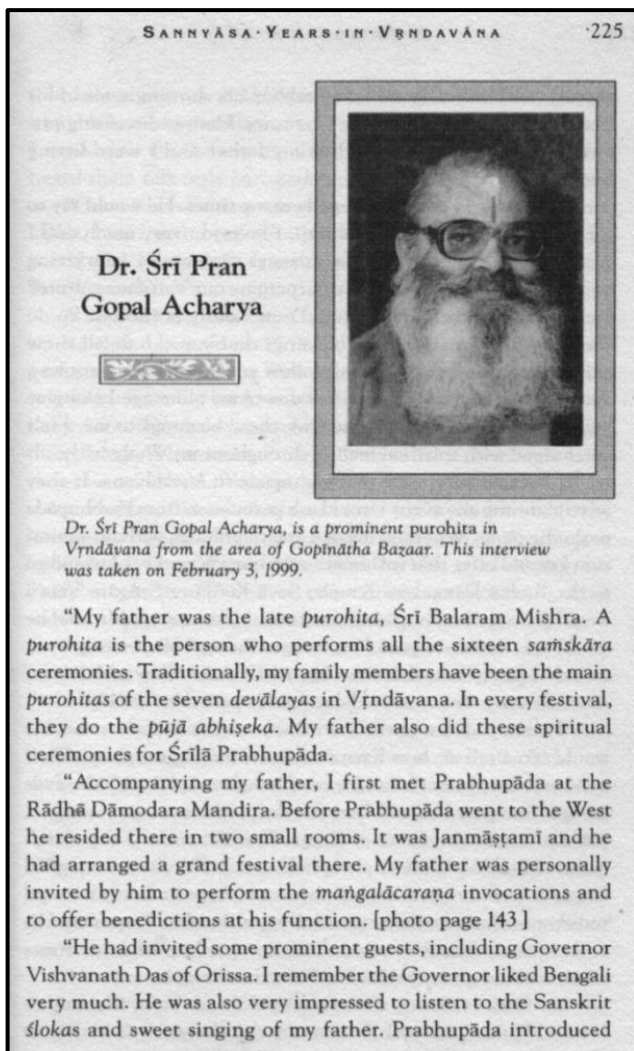 SANNYĀSA·YEARS·IN·VṚNDAVĀNA 225
Dr. Śrī Pran
Gopal Acharya
Dr. Śrī Pran Gopal Acharya, is a prominent purohita in
Vṛndāvana from the area of Gopīnātha Bazaar. This interview
was taken on February 3, 1999.
“My father was the late purohita, Śrī Balaram Mishra. A
purohita is the person who performs all the sixteen saṁskāra
ceremonies. Traditionally, my family members have been the main
purohitas of the seven devālayas in Vṛndāvana. In every festival,
they do the pūjā abhiṣeka. My father also did these spiritual
ceremonies for Śrīlā Prabhupāda.
“Accompanying my father, I first met Prabhupāda at the
Rādhā Dāmodara Mandira. Before Prabhupāda went to the West
he resided there in two small rooms. It was Janmāṣṭamī and he
had arranged a grand festival there. My father was personally
invited by him to perform the maṅgalācaraṇa invocations and
to offer benedictions at his function. [photo page 143 ]
“He had invited some prominent guests, including Governor
Vishvanath Das of Orissa. I remember the Governor liked Bengali
very much. He was also very impressed to listen to the Sanskrit
ślokas and sweet singing of my father. Prabhupāda introduced